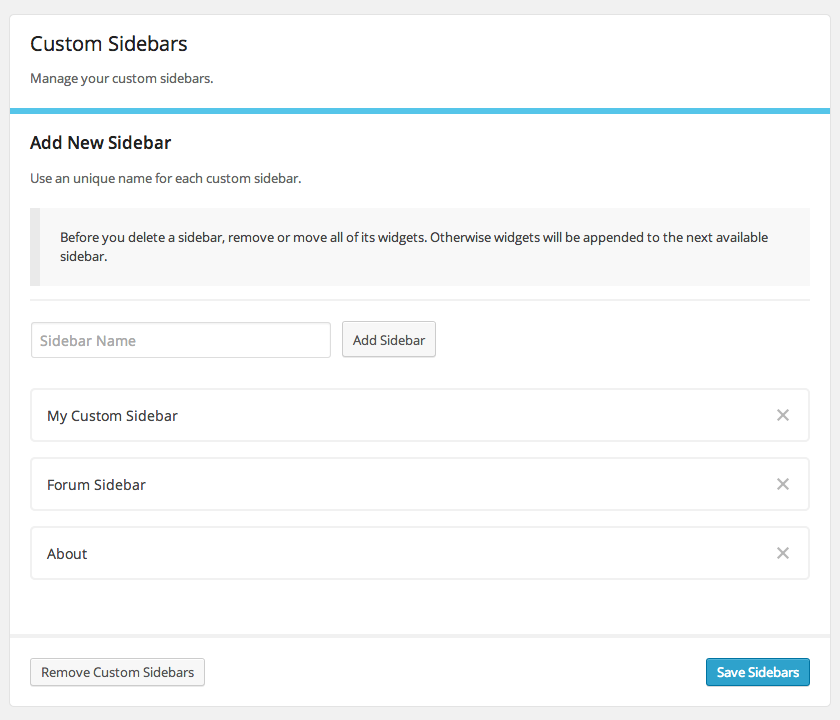 Custom Sidebars
Manage your custom sidebars.
Add New Sidebar
Use an unique name for each custom sidebar.
Before you delete a sidebar, remove or move all of its widgets. Otherwise widgets will be appended to the next available
sidebar.
Sidebar Name
Add Sidebar
My Custom Sidebar
Forum Sidebar
About
Remove Custom Sidebars
Save Sidebars